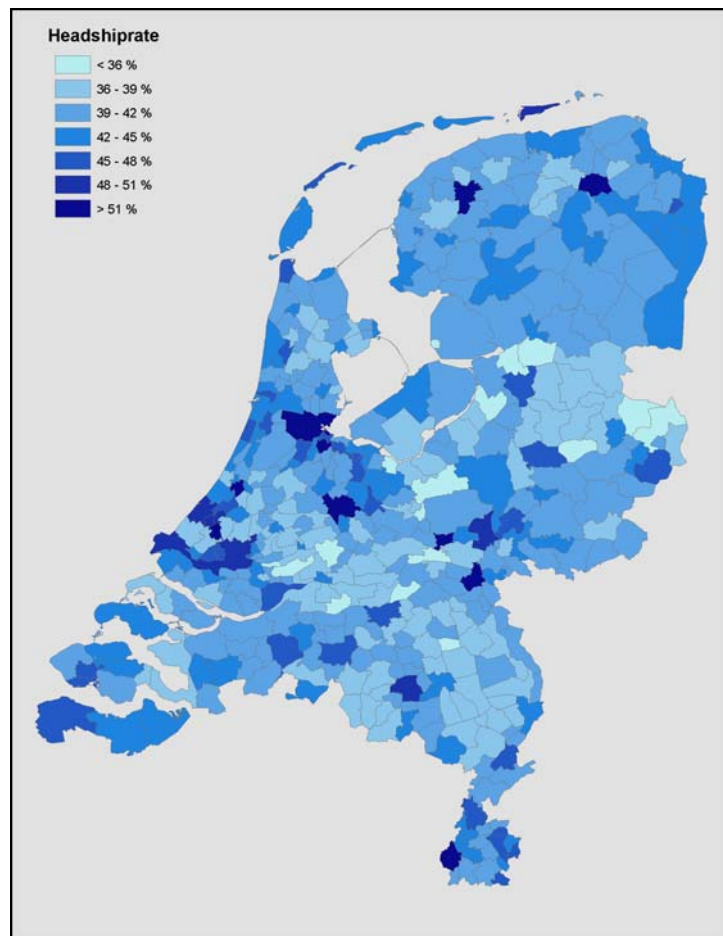 Headshiprate
< 36 %
36 - 39 %
39 - 42 %
42 - 45 %
45 - 48 %
48 - 51 %
> 51 %